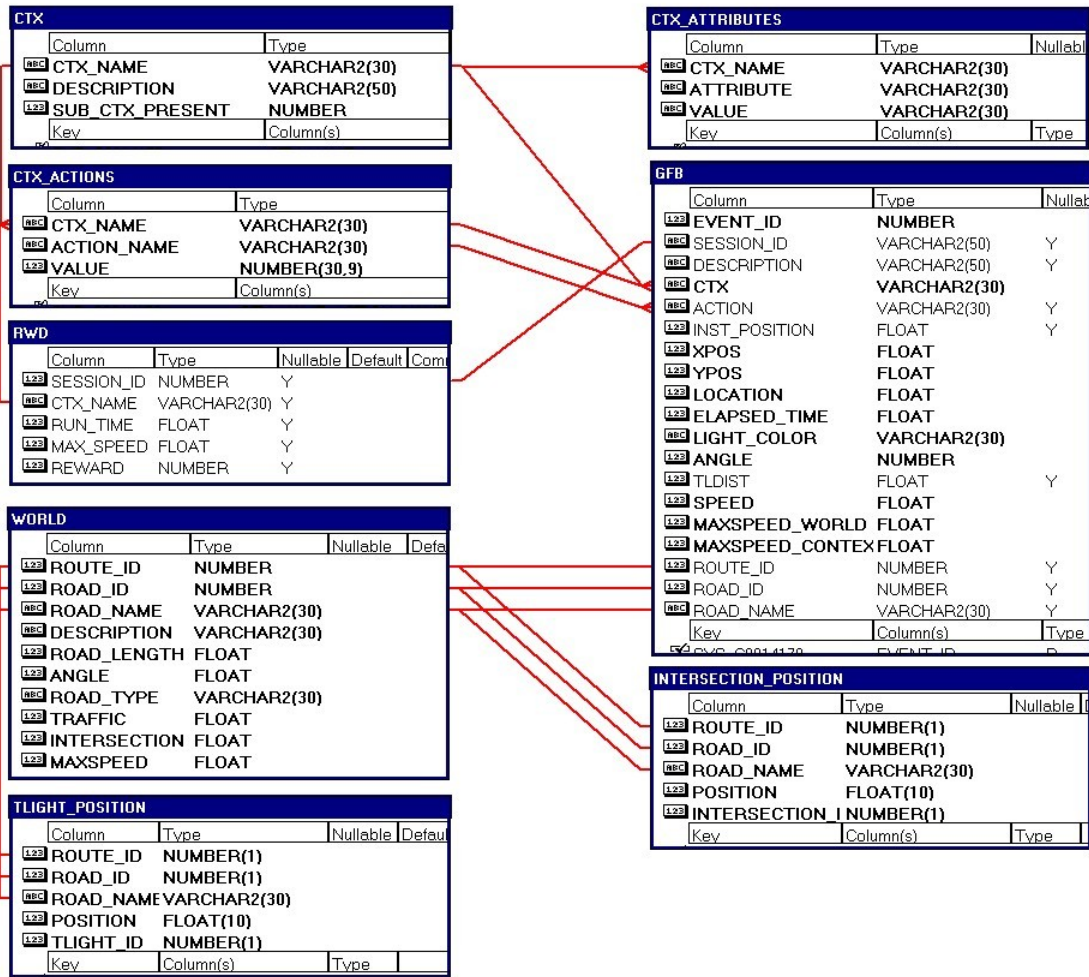 CTX
Column Type
CTX_NAME VARCHAR2(30)
DESCRIPTION VARCHAR2(50)
SUB_CTX_PRESENT NUMBER
Key Column(s)
CTX_ACTIONS
Column Type
CTX_NAME VARCHAR2(30)
ACTION_NAME VARCHAR2(30)
VALUE NUMBER(30,9)
Key Column(s)
RWD
Column Type Nullable Default Com
SESSION_ID NUMBER Y
CTX_NAME VARCHAR2(30) Y
RUN_TIME FLOAT Y
MAX_SPEED FLOAT Y
REWARD NUMBER Y
WORLD
Column Type Nullable Defa
ROUTE_ID NUMBER
ROAD_ID NUMBER
ROAD_NAME VARCHAR2(30)
DESCRIPTION VARCHAR2(30)
ROAD_LENGTH FLOAT
ANGLE FLOAT
ROAD_TYPE VARCHAR2(30)
TRAFFIC FLOAT
INTERSECTION FLOAT
MAXSPEED FLOAT
TLIGHT_POSITION
Column Type Nullable Defaul
ROUTE_ID NUMBER(1)
ROAD_ID NUMBER(1)
ROAD_NAME VARCHAR2(30)
POSITION FLOAT(10)
TLIGHT_ID NUMBER(1)
Key Column(s) Type
CTX_ATTRIBUTES
Column Type Nullabl
CTX_NAME VARCHAR2(30)
ATTRIBUTE VARCHAR2(30)
VALUE VARCHAR2(30)
Key Column(s) Type
GFB
Column Type Nullab
EVENT_ID NUMBER
SESSION_ID VARCHAR2(50) Y
DESCRIPTION VARCHAR2(50) Y
CTX VARCHAR2(30)
ACTION VARCHAR2(30) Y
INST_POSITION FLOAT Y
XPOS FLOAT
YPOS FLOAT
LOCATION FLOAT
ELAPSED_TIME FLOAT
LIGHT_COLOR VARCHAR2(30)
ANGLE NUMBER
TLDIST FLOAT Y
SPEED FLOAT
MAXSPEED_WORLD FLOAT
MAXSPEED_CONTEX FLOAT
ROUTE_ID NUMBER Y
ROAD_ID NUMBER Y
ROAD_NAME VARCHAR2(30) Y
Key Column(s) Type
INTERSECTION_POSITION
Column Type Nullable
ROUTE_ID NUMBER(1)
ROAD_ID NUMBER(1)
ROAD_NAME VARCHAR2(30)
POSITION FLOAT(10)
INTERSECTION_I NUMBER(1)
Key Column(s) Type